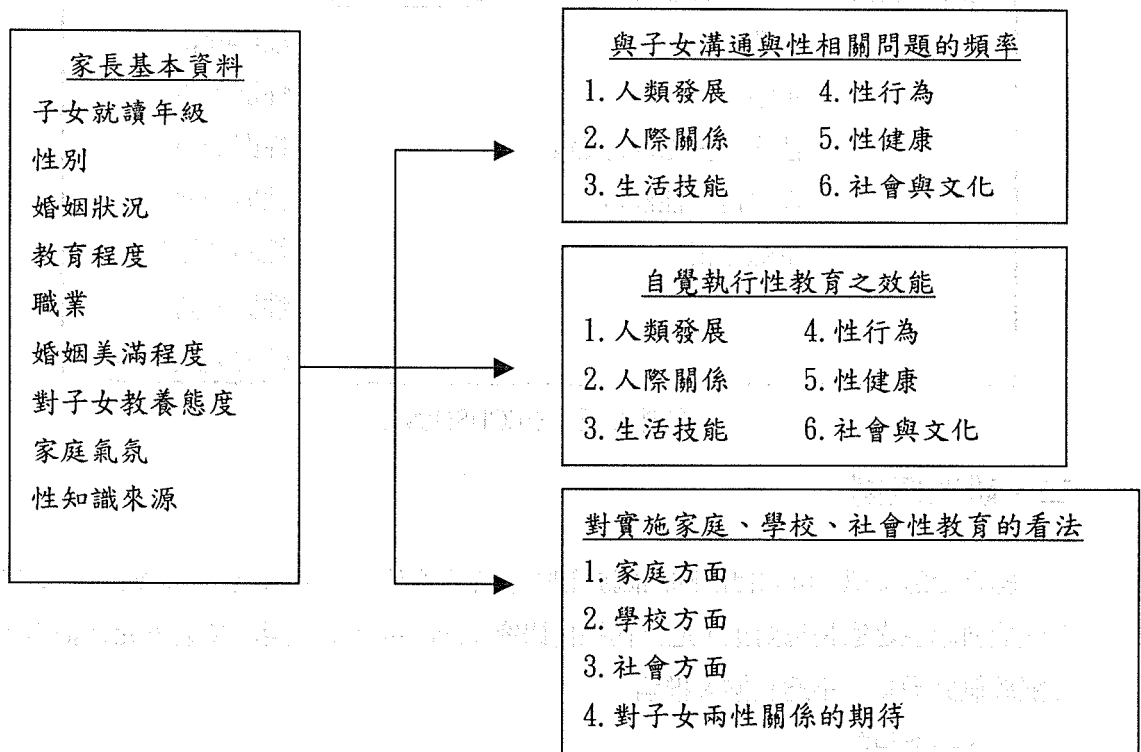 家長基本資料
子女就讀年級
性別
婚姻狀況
教育程度
職業
婚姻美滿程度
對子女教養態度
家庭氣氛
性知識來源
與子女溝通與性相關問題的頻率
1. 人類發展 4. 性行為
2. 人際關係 5. 性健康
3. 生活技能 6. 社會與文化
自覺執行性教育之效能
1. 人類發展 4. 性行為
2. 人際關係 5. 性健康
3. 生活技能 6. 社會與文化
對實施家庭、學校、社會性教育的看法
1. 家庭方面
2. 學校方面
3. 社會方面
4. 對子女兩性關係的期待